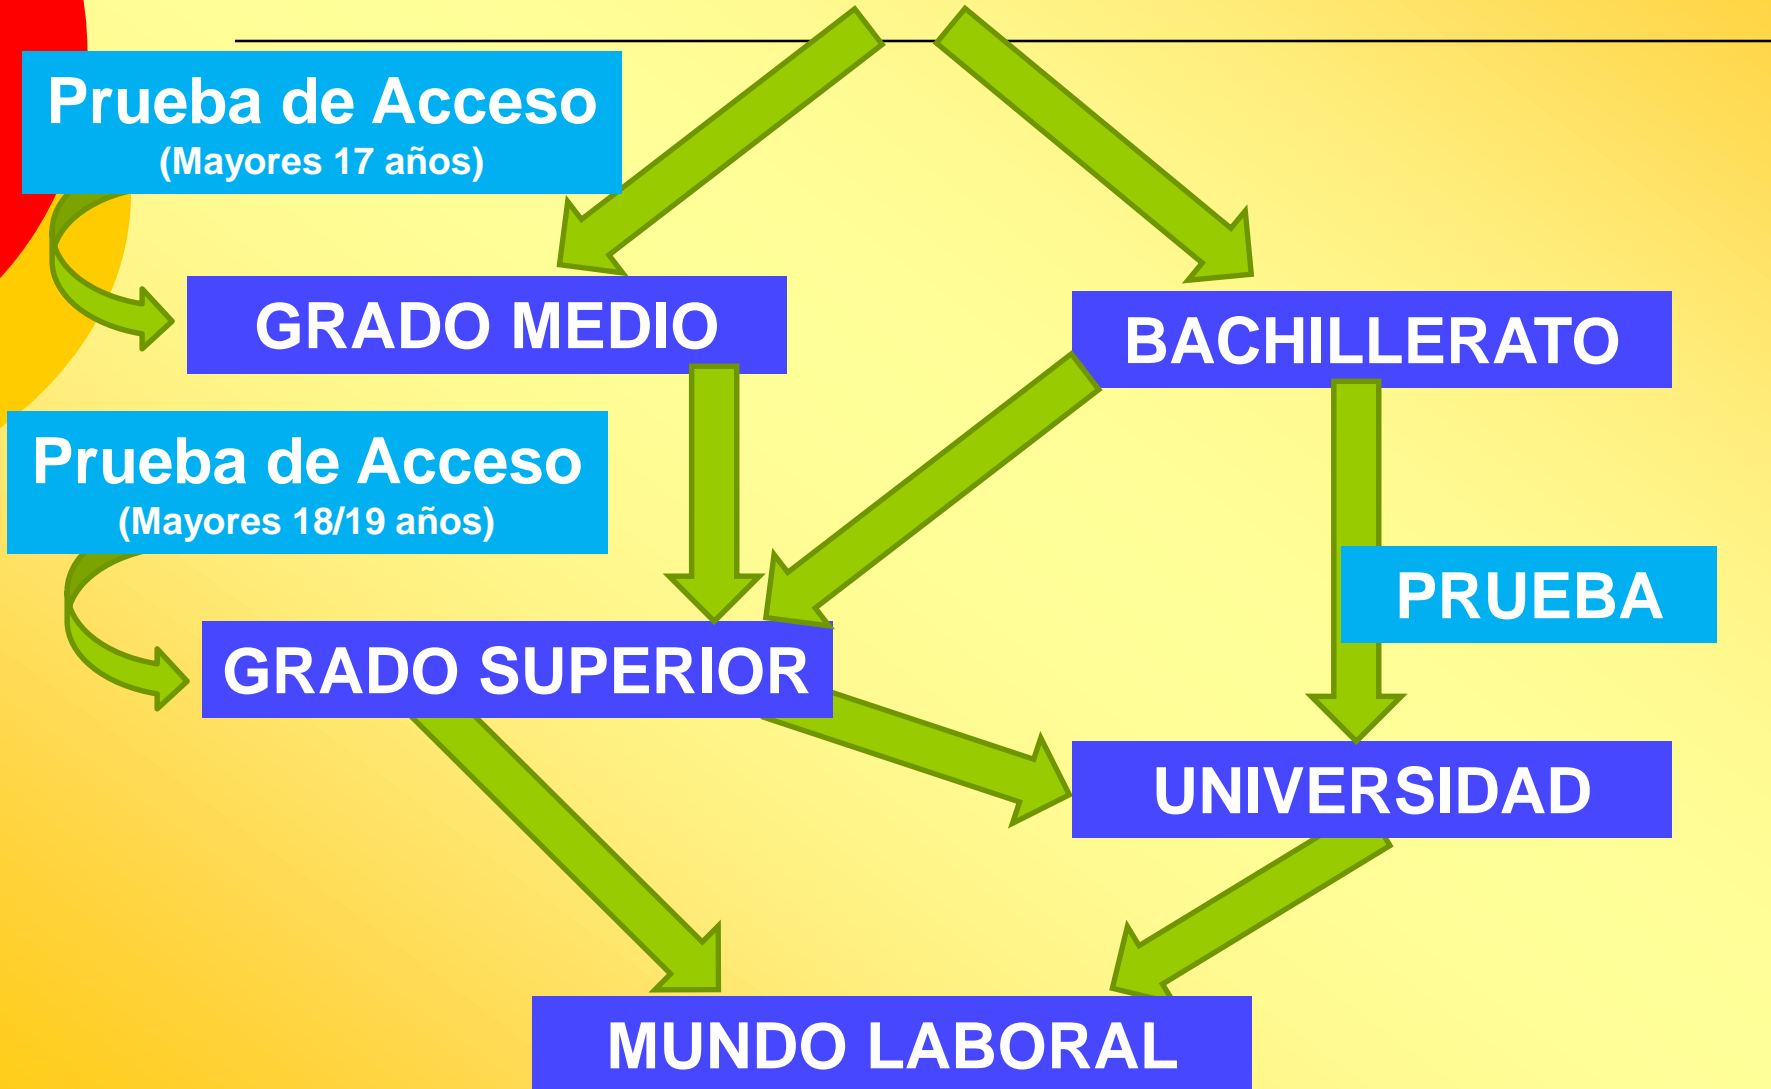 Prueba de Acceso
(Mayores 17 años)
GRADO MEDIO
BACHILLERATO
Prueba de Acceso
(Mayores 18/19 años)
PRUEBA
GRADO SUPERIOR
UNIVERSIDAD
MUNDO LABORAL